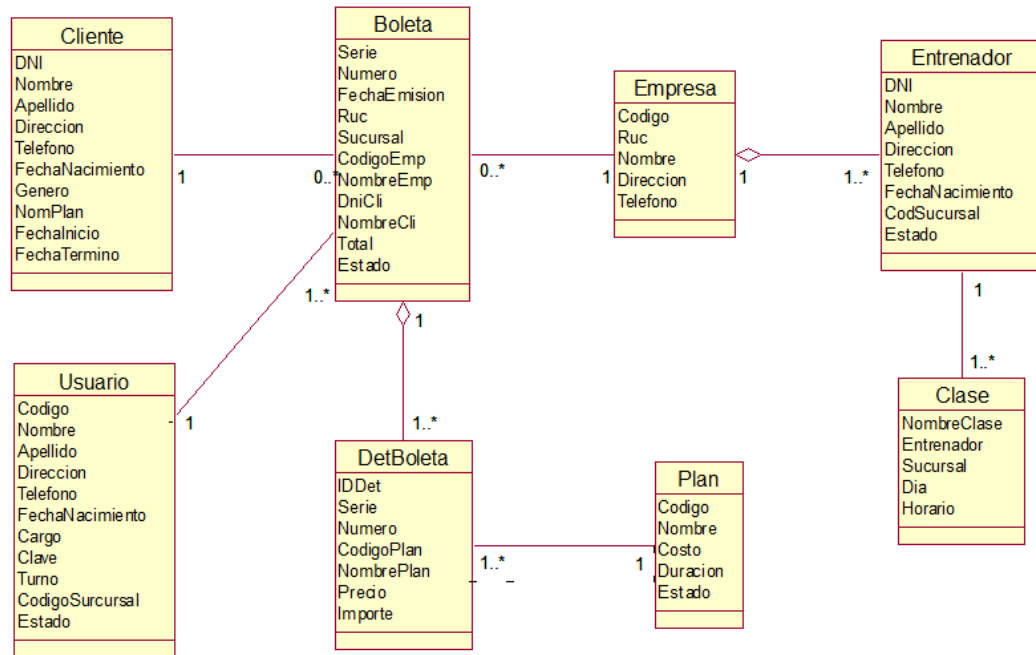 Cliente
DNI
Nombre
Apellido
Direccion
Telefono
FechaNacimiento
Genero
NomPlan
FechaInicio
FechaTermino
1
0..*
Boleta
Serie
Numero
FechaEmision
Ruc
Sucursal
CodigoEmp
NombreEmp
DniCli
NombreCli
Total
Estado
0..*
1
Empresa
Codigo
Ruc
Nombre
Direccion
Telefono
1
1..*
Entrenador
DNI
Nombre
Apellido
Direccion
Telefono
FechaNacimiento
CodSucursal
Estado
1
1..*
Clase
NombreClase
Entrenador
Sucursal
Dia
Horario
1..*
1
Usuario
Codigo
Nombre
Apellido
Direccion
Telefono
FechaNacimiento
Cargo
Clave
Turno
CodigoSurcursal
Estado
1
1..*
DetBoleta
IDDet
Serie
Numero
CodigoPlan
NombrePlan
Precio
Importe
1..*
1
Plan
Codigo
Nombre
Costo
Duracion
Estado